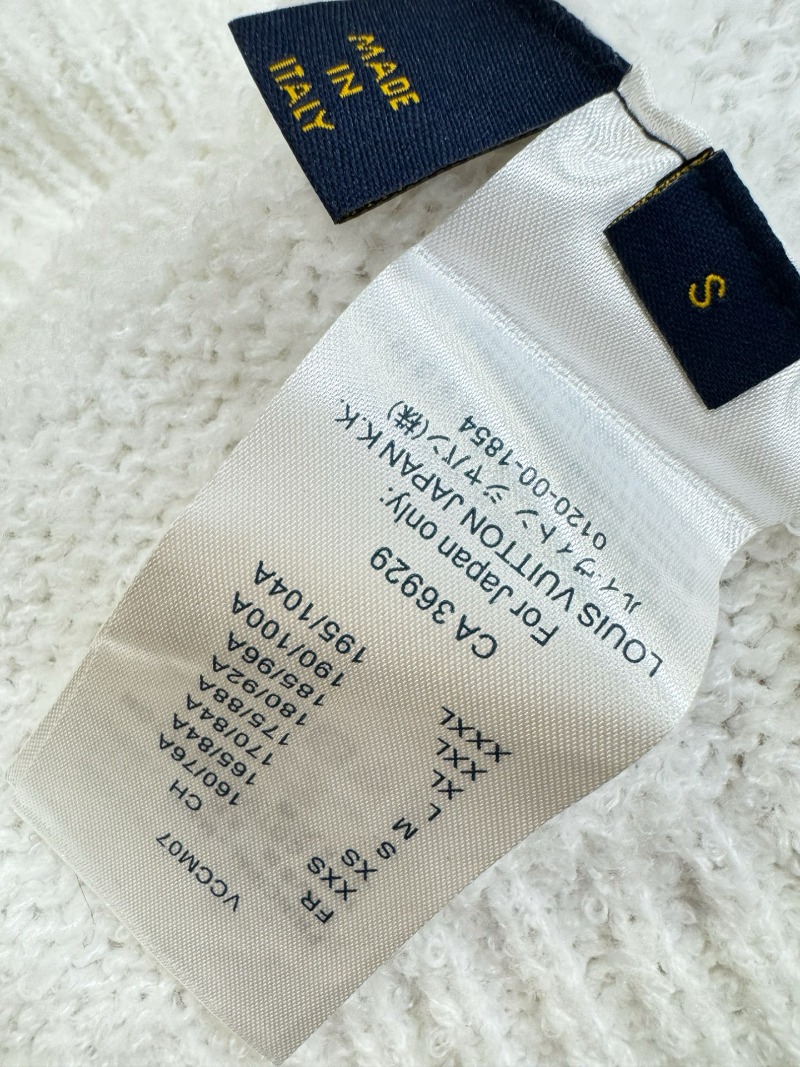 MADE
IN
ITALY
S
VCCM07
FR CH
XXS 160/76A
XS 165/84A
S 170/84A
M 175/88A
L 180/92A
XL 185/96A
XXL 190/100A
XXXL 195/104A
CA 36929
For Japan only:
LOUIS VUITTON JAPAN K.K.
ルイ・ヴィトン ジャパン(株)
0120-00-1854